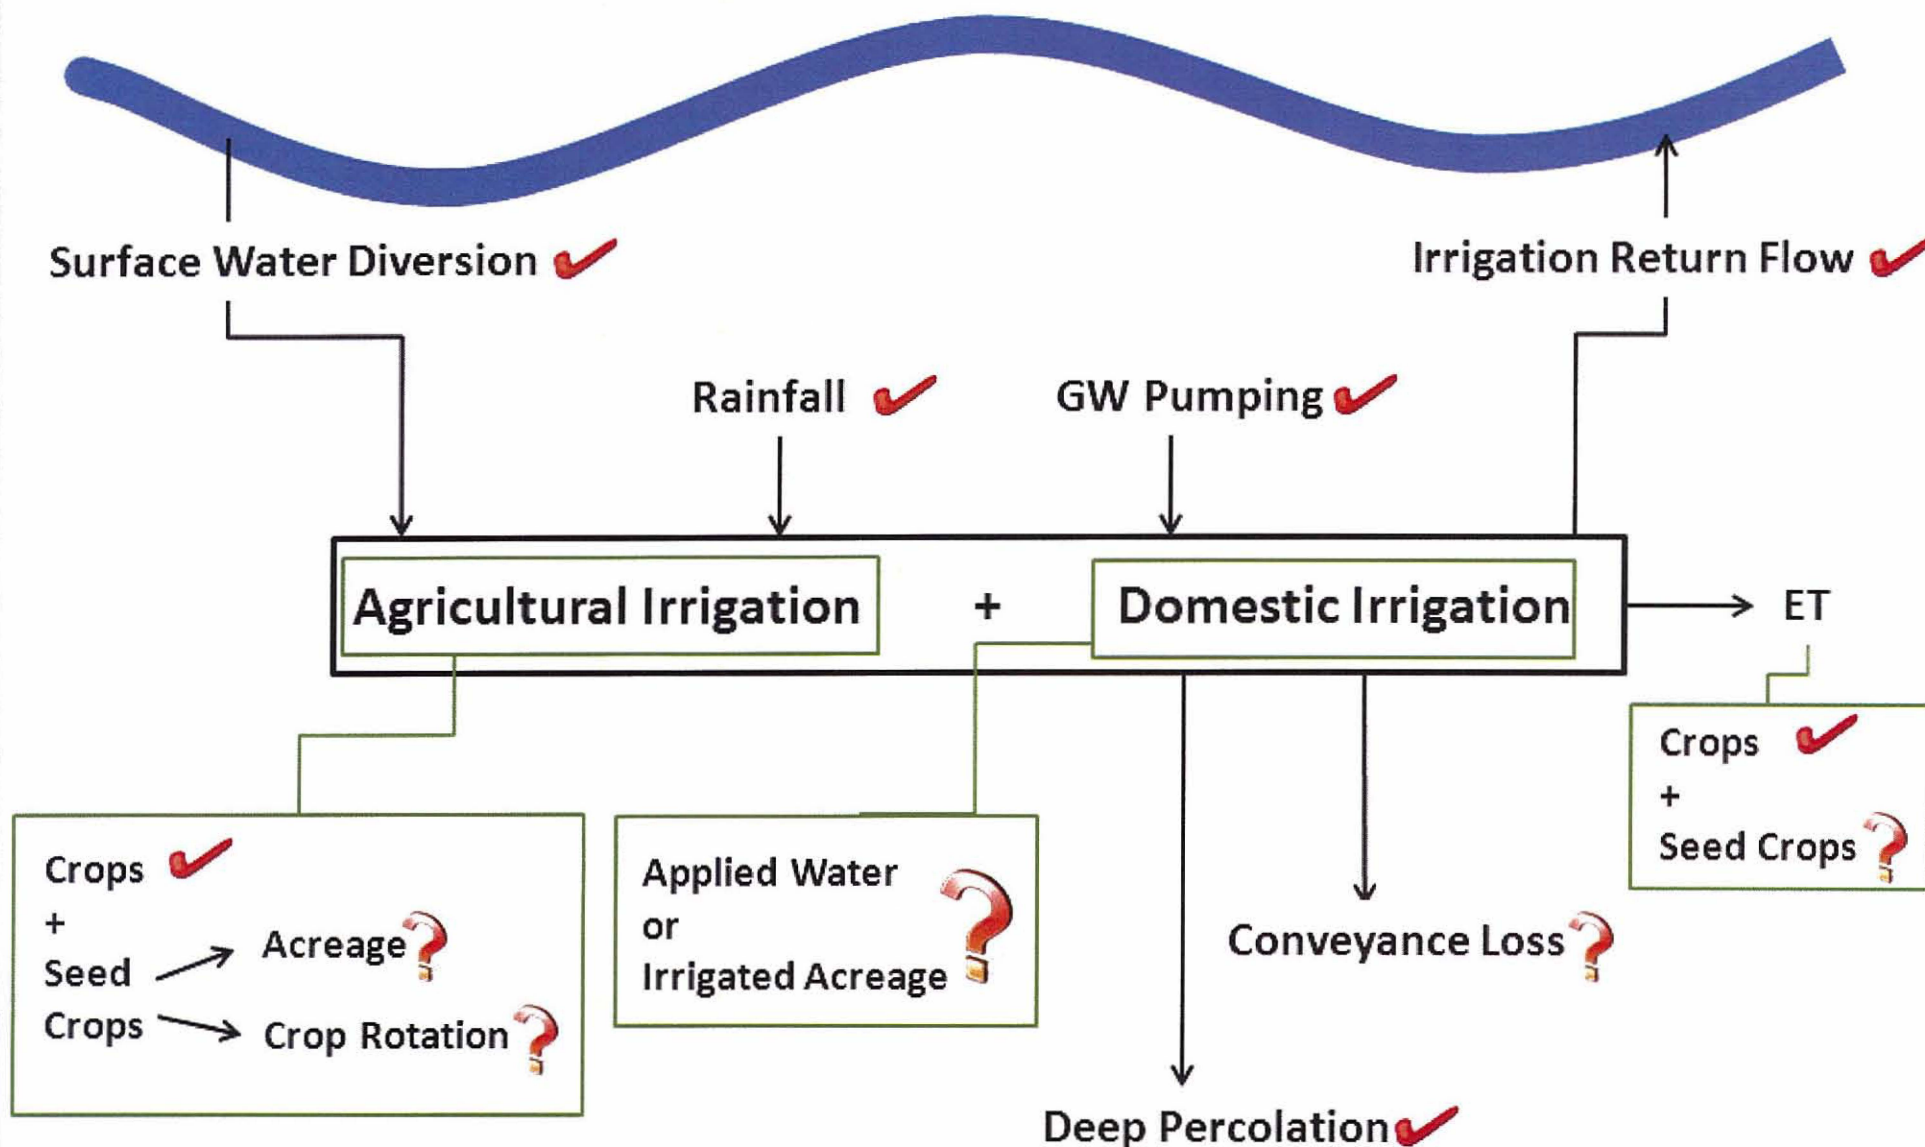 Surface Water Diversion
Irrigation Return Flow
Rainfall
GW Pumping
Agricultural Irrigation
+
Domestic Irrigation
ET
Crops
+
Seed Crops ?
Crops
+
Seed
Crops
Acreage ?
Crop Rotation ?
Applied Water
or
Irrigated Acreage
?
Conveyance Loss ?
Deep Percolation